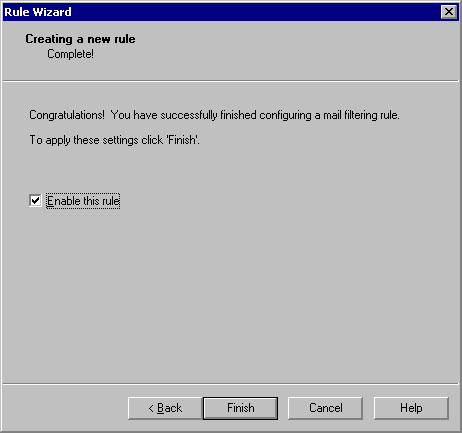 Rule Wizard
Creating a new rule
Complete!
Congratulations!  You have successfully finished configuring a mail filtering rule.
To apply these settings click 'Finish'.
Enable this rule
< Back Finish Cancel Help